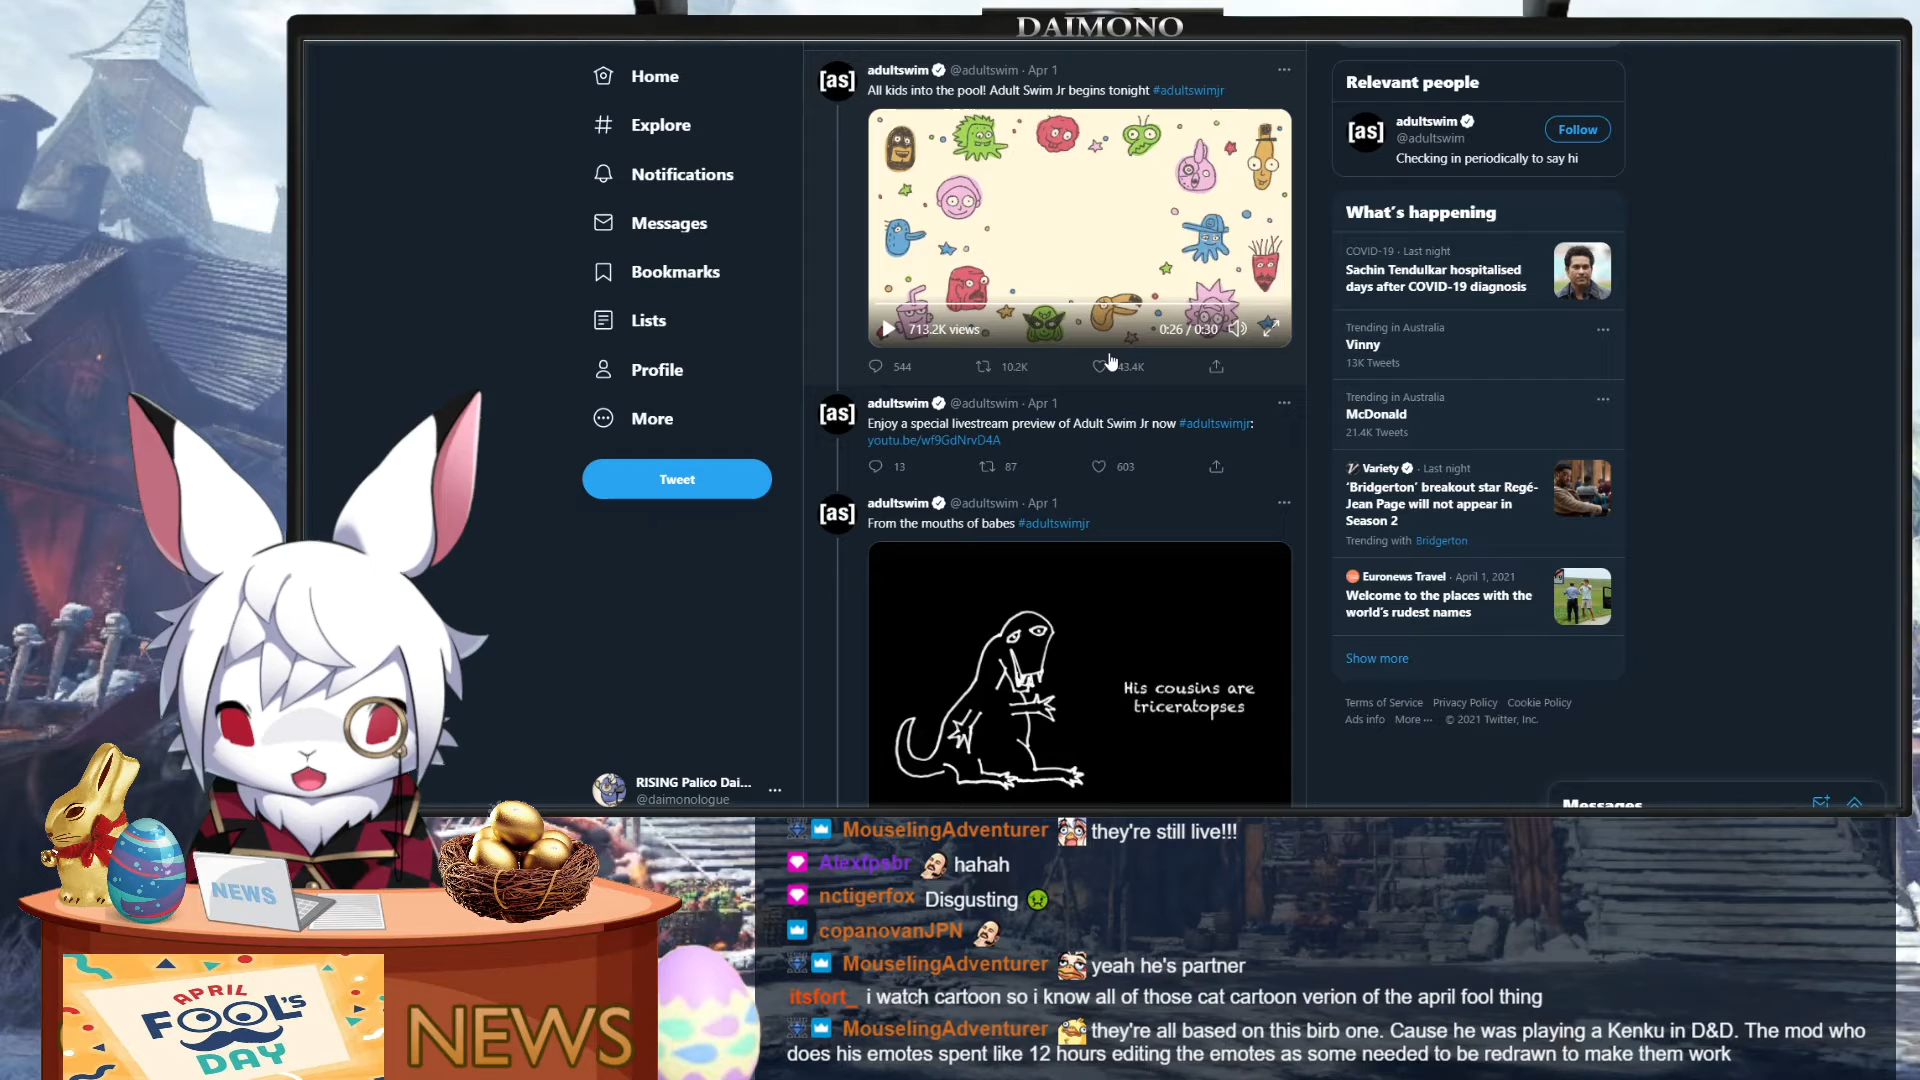 DAIMONO
Home
Explore
Notifications
Messages
Bookmarks
Lists
Profile
More
Tweet
RISING Palico Dai...
@daimonologue
[as]
adultswim @adultswim · Apr 1
All kids into the pool! Adult Swim Jr begins tonight #adultswimjr
713.2K views
0:26 / 0:30
544
10.2K
43.4K
[as]
adultswim @adultswim · Apr 1
Enjoy a special livestream preview of Adult Swim Jr now #adultswimjr:
youtu.be/wf9GdNrvD4A
13
87
603
[as]
adultswim @adultswim · Apr 1
From the mouths of babes #adultswimjr
His cousins are
triceratopses
Relevant people
[as]
adultswim
@adultswim
Follow
Checking in periodically to say hi
What's happening
COVID-19 · Last night
Sachin Tendulkar hospitalised
days after COVID-19 diagnosis
Trending in Australia
Vinny
13K Tweets
Trending in Australia
McDonald
21.4K Tweets
Variety · Last night
'Bridgerton' breakout star Regé-
Jean Page will not appear in
Season 2
Trending with Bridgerton
Euronews Travel · April 1, 2021
Welcome to the places with the
world's rudest names
Show more
Terms of Service Privacy Policy Cookie Policy
Ads info More ··· © 2021 Twitter, Inc.
Messages
MouselingAdventurer they're still live!!!
Alexfpsbr hahah
nctigerfox Disgusting
copanovanJPN
MouselingAdventurer yeah he's partner
itsfort_ i watch cartoon so i know all of those cat cartoon verion of the april fool thing
MouselingAdventurer they're all based on this birb one. Cause he was playing a Kenku in D&D. The mod who
does his emotes spent like 12 hours editing the emotes as some needed to be redrawn to make them work
NEWS
APRIL
FOOL'S
DAY
NEWS